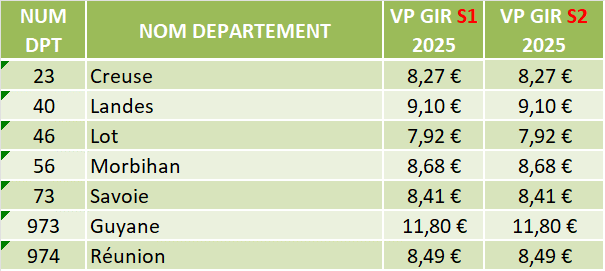 NUM DPT NOM DEPARTEMENT VP GIR S1 2025 VP GIR S2 2025
23 Creuse 8,27 € 8,27 €
40 Landes 9,10 € 9,10 €
46 Lot 7,92 € 7,92 €
56 Morbihan 8,68 € 8,68 €
73 Savoie 8,41 € 8,41 €
973 Guyane 11,80 € 11,80 €
974 Réunion 8,49 € 8,49 €